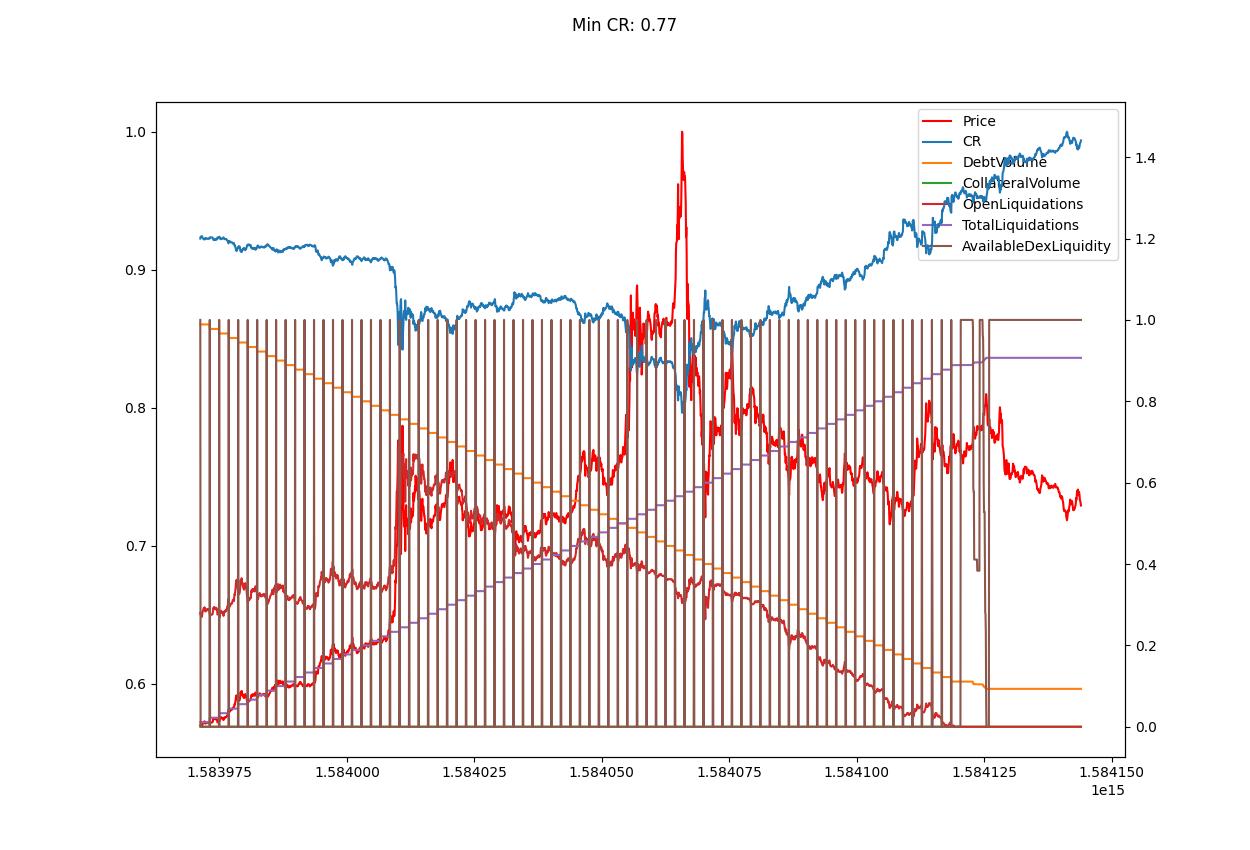 Min CR: 0.77
1.0
0.9
0.8
0.7
0.6
Price
CR
DebtVolume
CollateralVolume
OpenLiquidations
TotalLiquidations
AvailableDexLiquidity
1.4
1.2
1.0
0.8
0.6
0.4
0.2
0.0
1.583975 1.584000 1.584025 1.584050 1.584075 1.584100 1.584125 1.584150
1e15